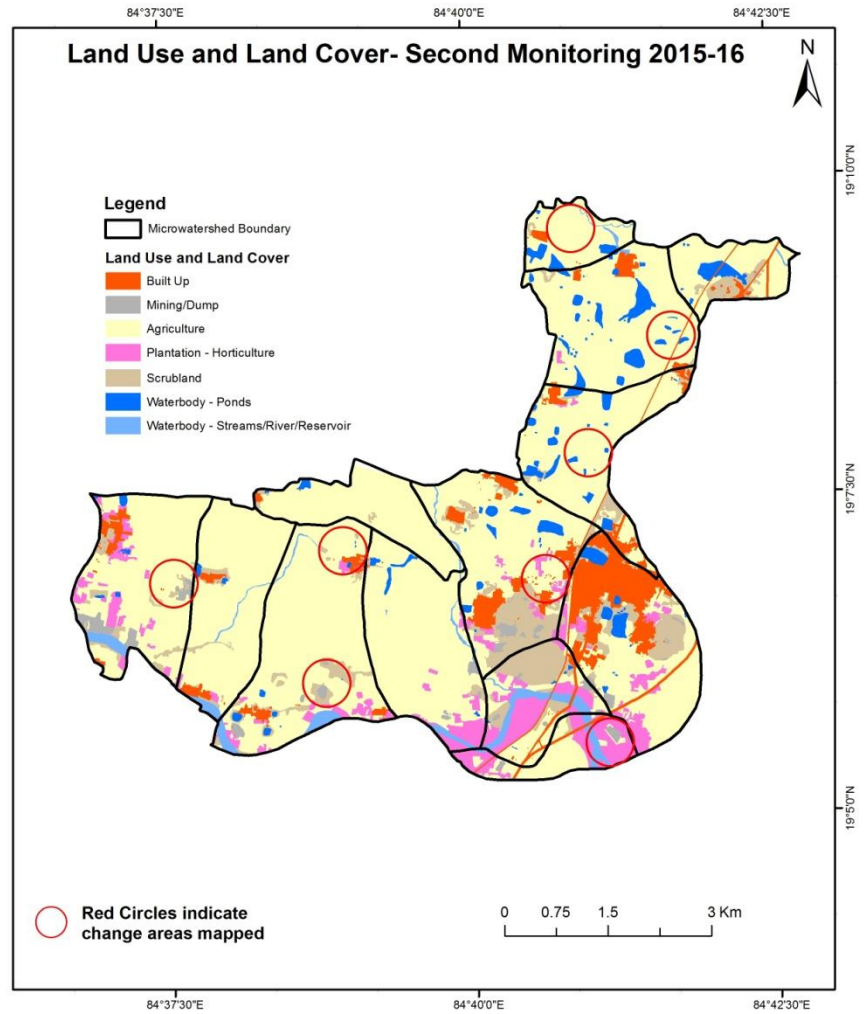 84°37'30"E 84°40'0"E 84°42'30"E
Land Use and Land Cover- Second Monitoring 2015-16
N
Legend
Microwatershed Boundary
Land Use and Land Cover
Built Up
Mining/Dump
Agriculture
Plantation - Horticulture
Scrubland
Waterbody - Ponds
Waterbody - Streams/River/Reservoir
19°10'0"N
19°7'30"N
19°5'0"N
Red Circles indicate
change areas mapped
0 0.75 1.5 3 Km
84°37'30"E 84°40'0"E 84°42'30"E